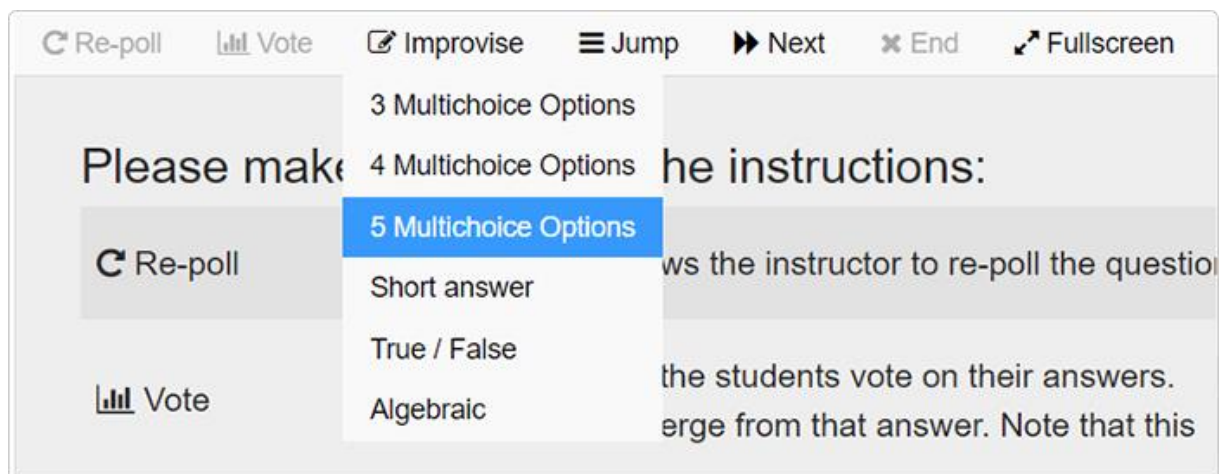 Re-poll Vote Improvise Jump Next End Fullscreen
3 Multichoice Options
Please make he instructions:
4 Multichoice Options
5 Multichoice Options
Re-poll ws the instructor to re-poll the question
Short answer
True / False
Vote the students vote on their answers.
Algebraic
erge from that answer. Note that this